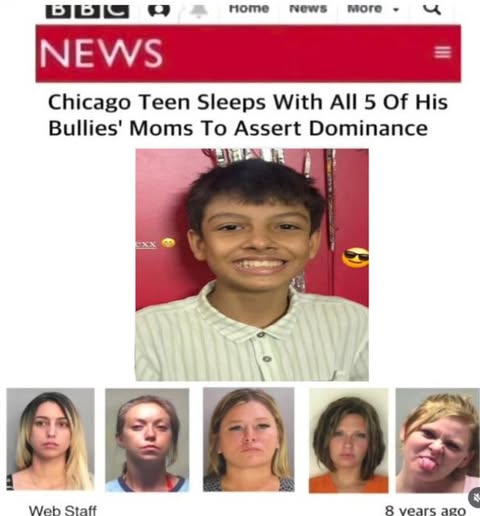 BBC
Home News More
NEWS
Chicago Teen Sleeps With All 5 Of His
Bullies' Moms To Assert Dominance
Web Staff 8 years ago